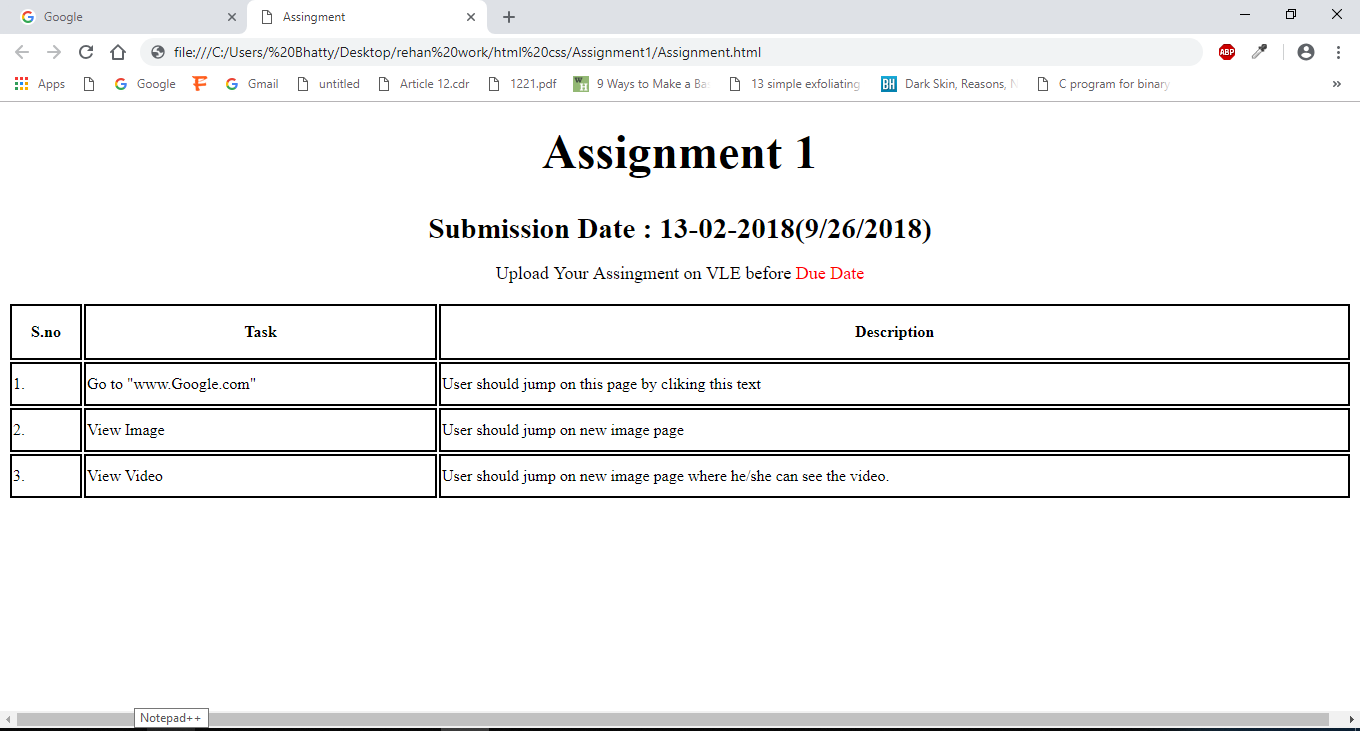 Google
Assingment
file:///C:/Users/%20Bhatty/Desktop/rehan%20work/html%20css/Assignment1/Assignment.html
ABP
Apps Google Gmail untitled Article 12.cdr 1221.pdf 9 Ways to Make a Ba 13 simple exfoliating BH Dark Skin, Reasons, N C program for binary »
Assignment 1
Submission Date : 13-02-2018(9/26/2018)
Upload Your Assingment on VLE before Due Date
S.no Task Description
1. Go to "www.Google.com" User should jump on this page by cliking this text
2. View Image User should jump on new image page
3. View Video User should jump on new image page where he/she can see the video.
Notepad++